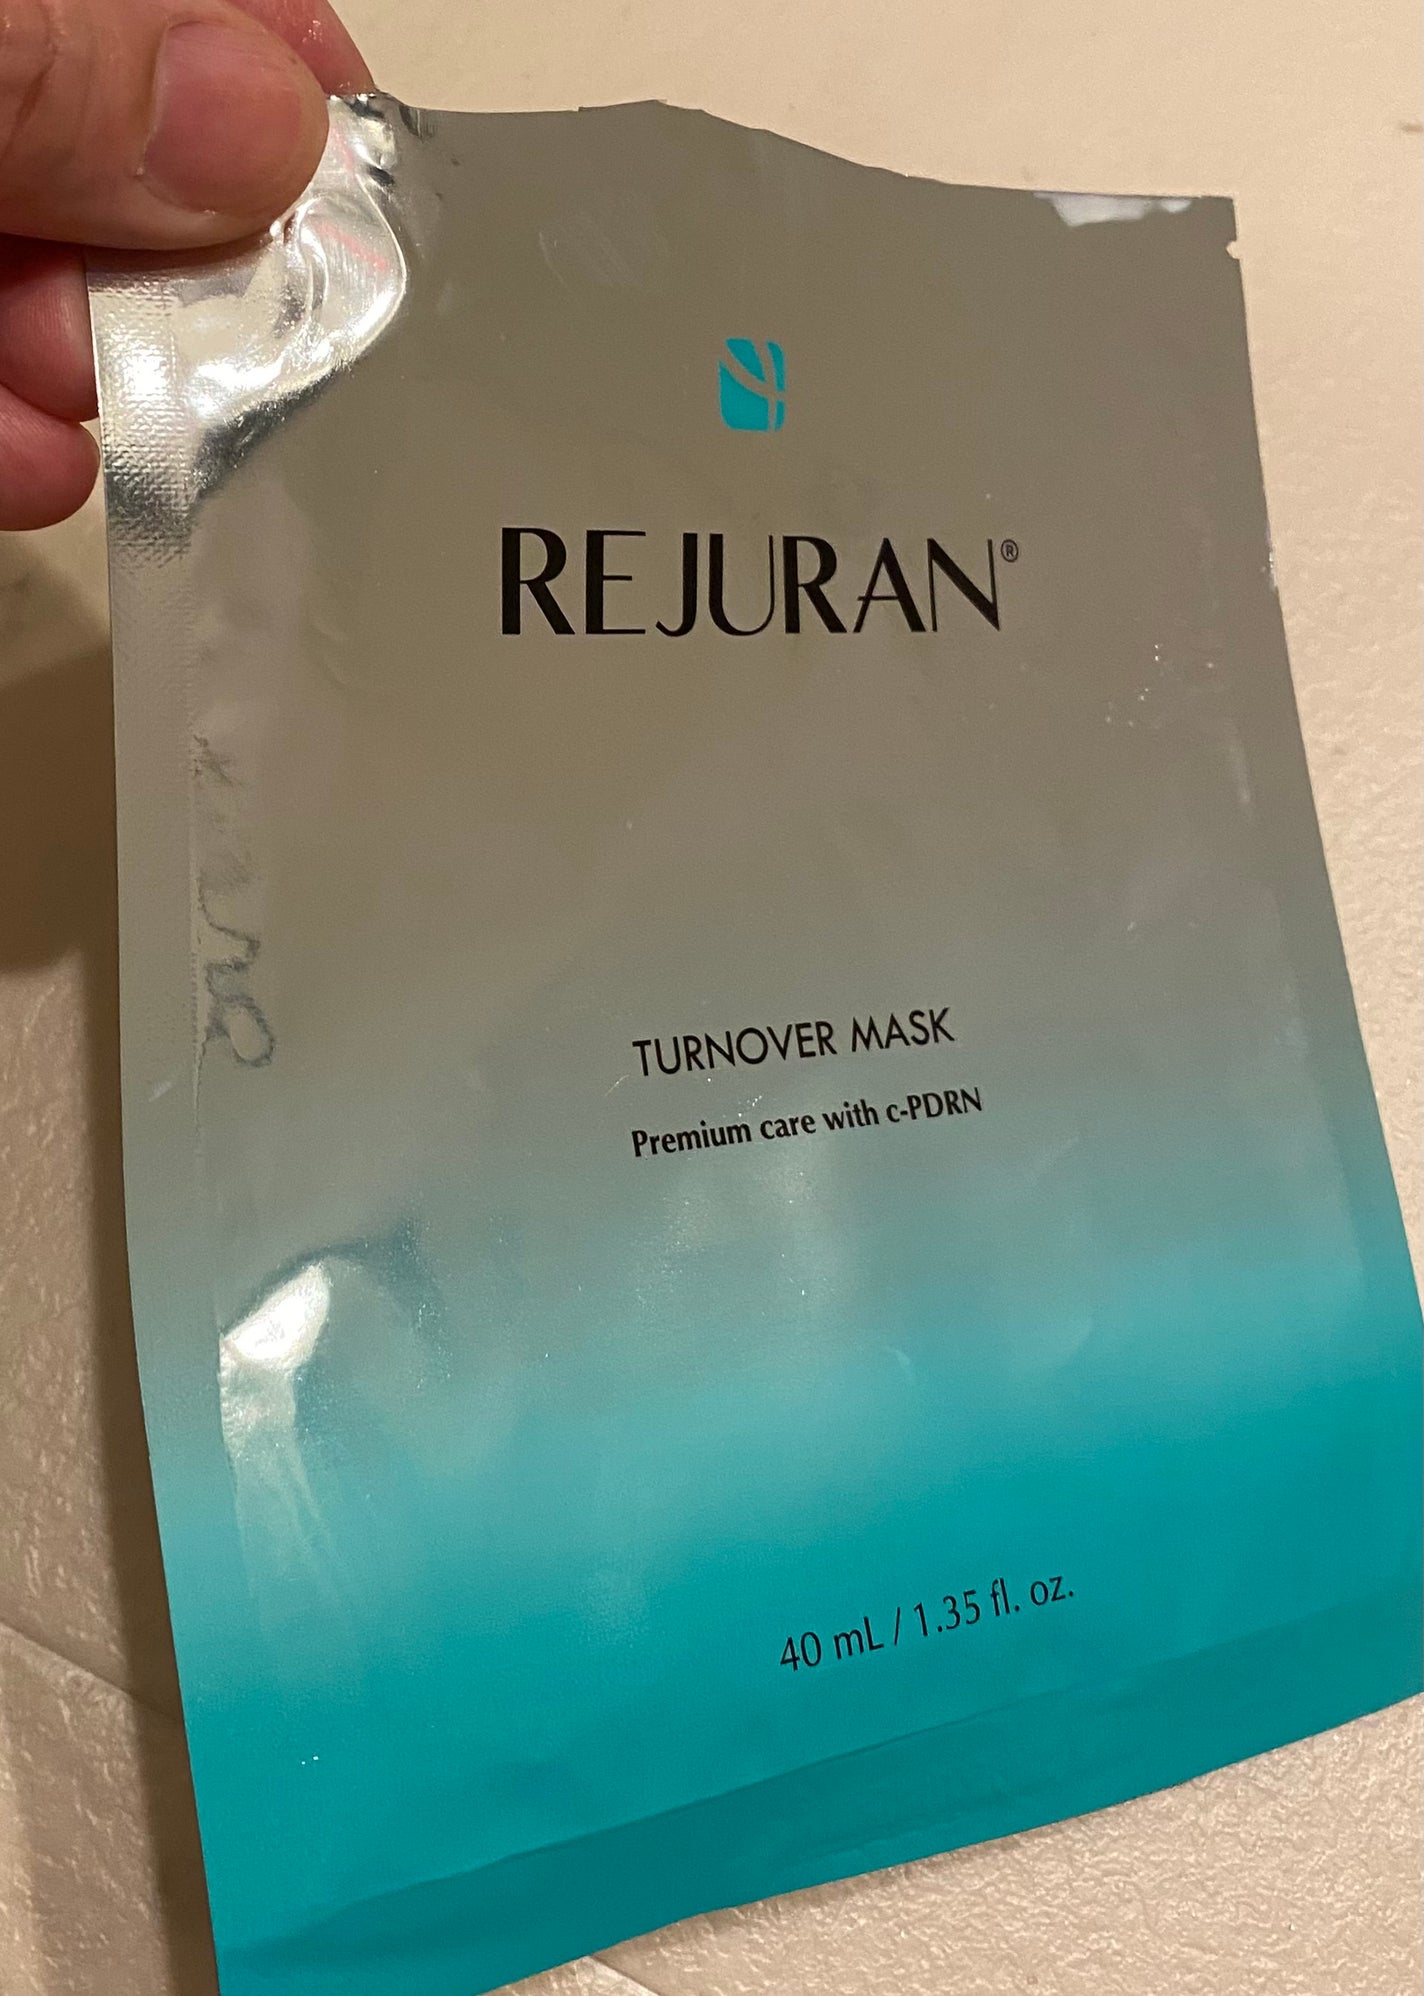 REJURAN®
TURNOVER MASK
Premium care with c-PDRN
40 mL / 1.35 fl. oz.